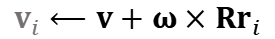 𝐯ᵢ ⟵ 𝐯 + 𝛚 × 𝐑𝐫ᵢ